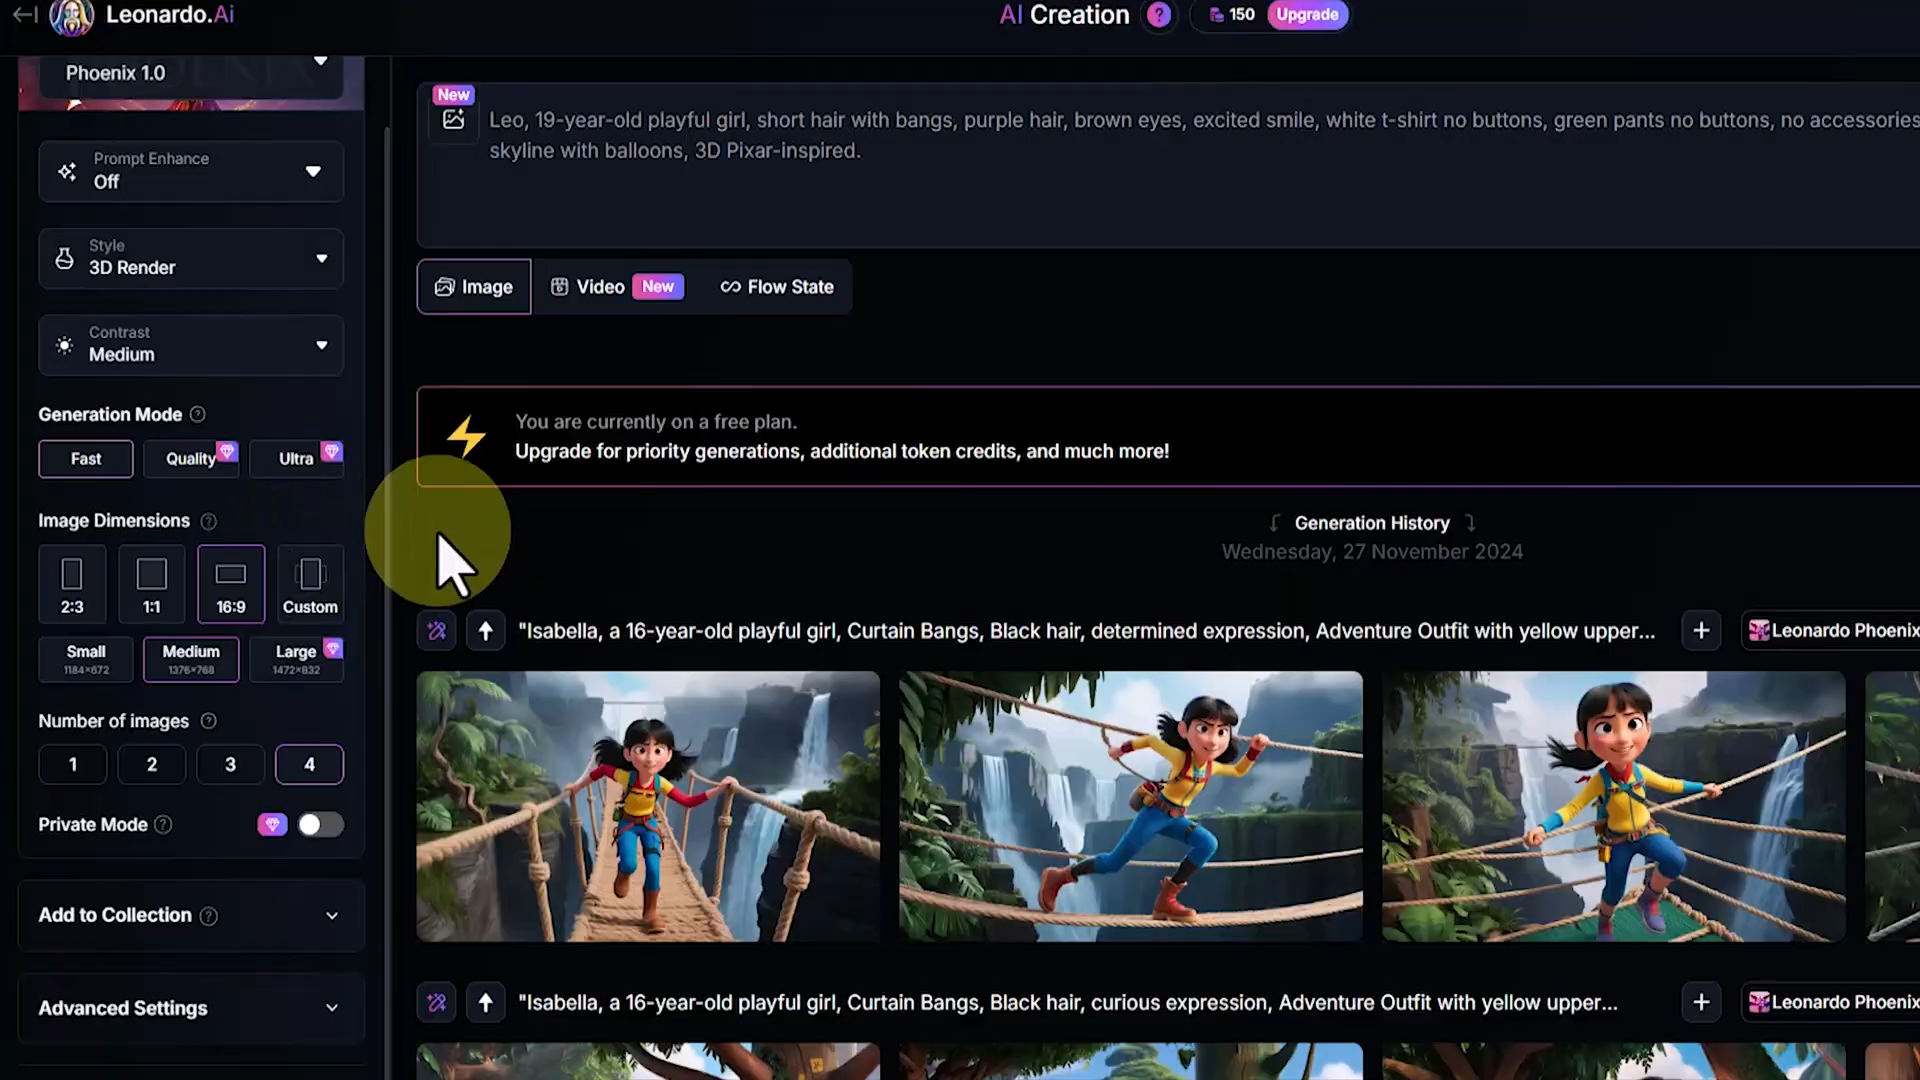 Leonardo.Ai
AI Creation
?
150
Upgrade
Phoenix 1.0
Prompt Enhance
Off
Style
3D Render
Contrast
Medium
Generation Mode ?
Fast
Quality
Ultra
Image Dimensions ?
2:3
1:1
16:9
Custom
Small
1184×672
Medium
1376×768
Large
1472×832
Number of images ?
1
2
3
4
Private Mode ?
Add to Collection ?
Advanced Settings
New
Leo, 19-year-old playful girl, short hair with bangs, purple hair, brown eyes, excited smile, white t-shirt no buttons, green pants no buttons, no accessories
skyline with balloons, 3D Pixar-inspired.
Image
Video New
Flow State
You are currently on a free plan.
Upgrade for priority generations, additional token credits, and much more!
Generation History
Wednesday, 27 November 2024
"Isabella, a 16-year-old playful girl, Curtain Bangs, Black hair, determined expression, Adventure Outfit with yellow upper...
Leonardo Phoenix
"Isabella, a 16-year-old playful girl, Curtain Bangs, Black hair, curious expression, Adventure Outfit with yellow upper...
Leonardo Phoenix